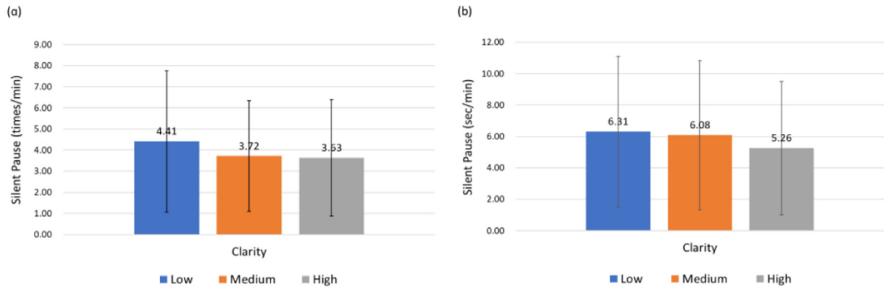 (a)
9.00
8.00
7.00
6.00
5.00
4.00
3.00
2.00
1.00
0.00
Silent Pause (times/min)
4.41
3.72
3.63
Clarity
Low Medium High
(b)
12.00
10.00
8.00
6.00
4.00
2.00
0.00
Silent Pause (sec/min)
6.31
6.08
5.26
Clarity
Low Medium High